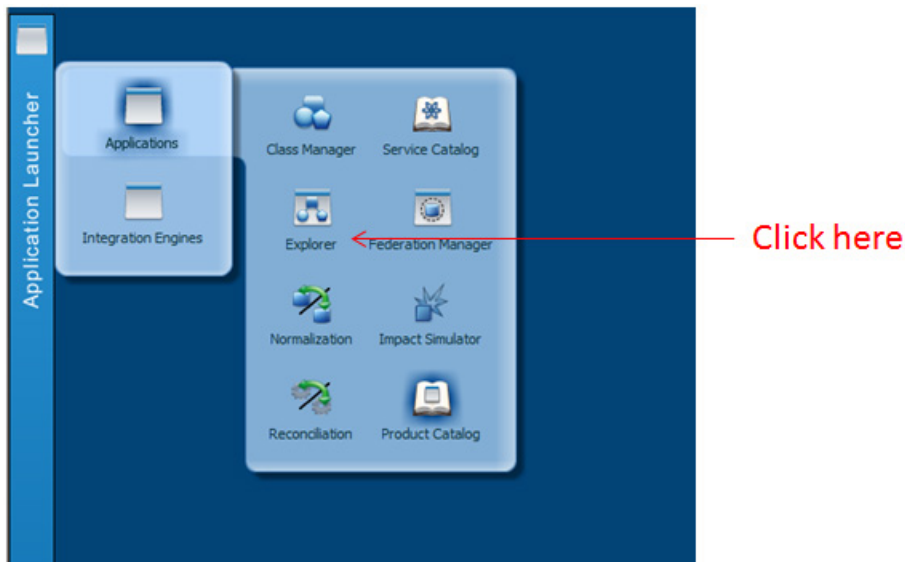 Application Launcher
Applications
Integration Engines
Class Manager
Service Catalog
Explorer
Federation Manager
Normalization
Impact Simulator
Reconciliation
Product Catalog
Click here